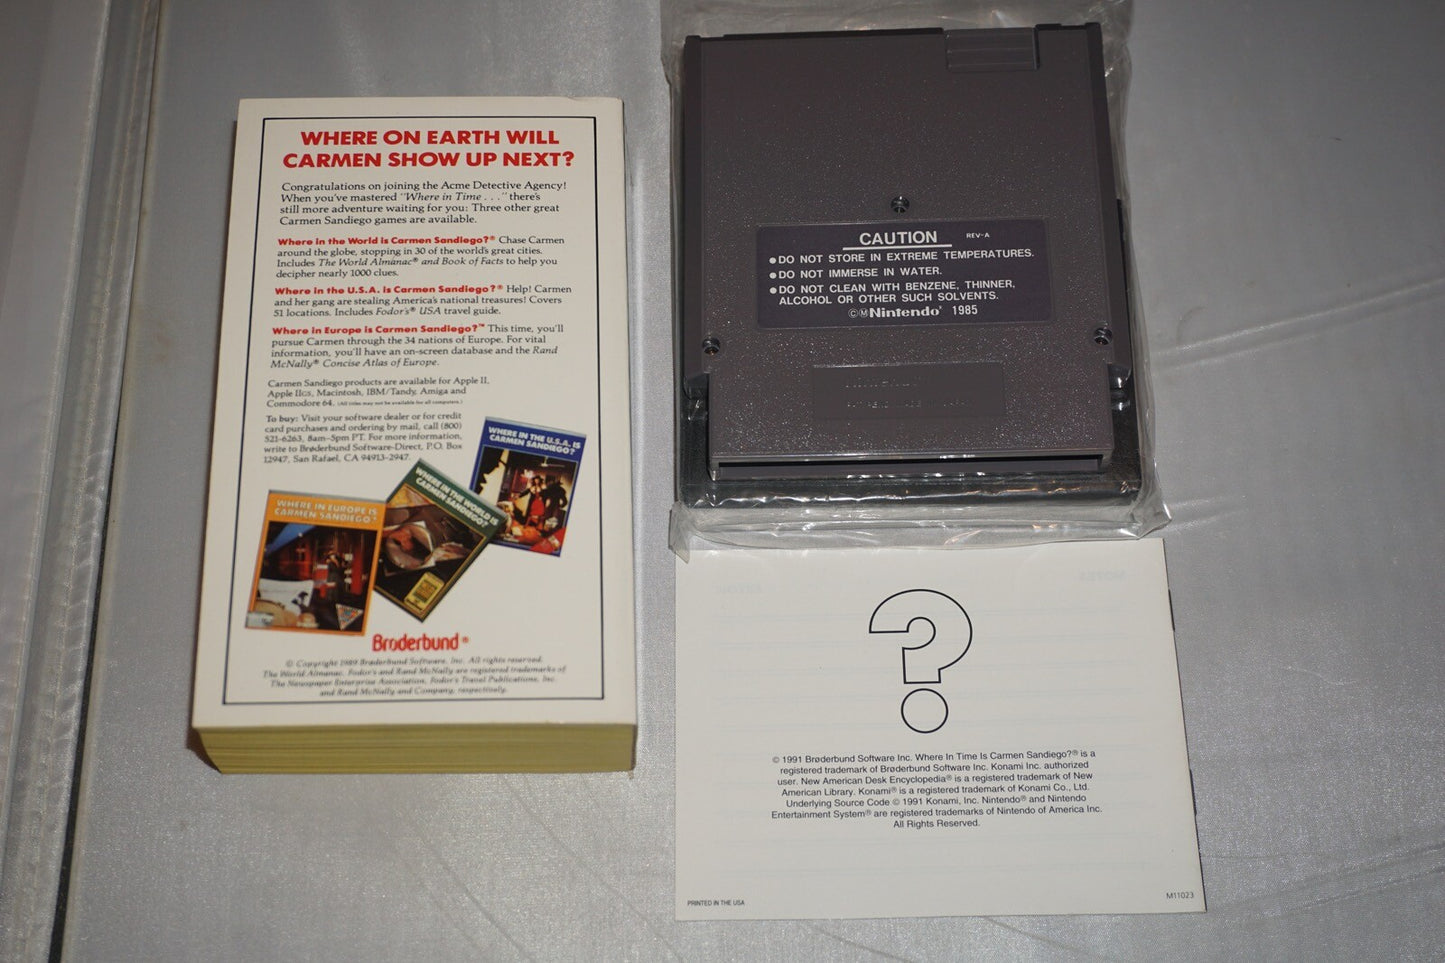 WHERE ON EARTH WILL
CARMEN SHOW UP NEXT?
Congratulations on joining the Acme Detective Agency!
When you've mastered "Where in Time . . ." there's
still more adventure waiting for you: Three other great
Carmen Sandiego games are available.
Where in the World is Carmen Sandiego?® Chase Carmen
around the globe, stopping in 30 of the world's great cities.
Includes The World Almanac® and Book of Facts to help you
decipher nearly 1000 clues.
Where in the U.S.A. is Carmen Sandiego?® Help! Carmen
and her gang are stealing America's national treasures! Covers
51 locations. Includes Fodor's® USA travel guide.
Where in Europe is Carmen Sandiego?™ This time, you'll
pursue Carmen through the 34 nations of Europe. For vital
information, you'll have an on-screen database and the Rand
McNally® Concise Atlas of Europe.
Carmen Sandiego products are available for Apple II,
Apple IIGS, Macintosh, IBM/Tandy, Amiga and
Commodore 64. (All titles may not be available for all computers.)
To buy: Visit your software dealer or for credit
card purchases and ordering by mail, call (800)
521-6263, 8am–5pm PT. For more information,
write to Brøderbund Software-Direct, P.O. Box
12947, San Rafael, CA 94913-2947.
WHERE IN THE U.S.A. IS
CARMEN SANDIEGO?
WHERE IN THE WORLD IS
CARMEN SANDIEGO?
WHERE IN EUROPE IS
CARMEN SANDIEGO?
Brøderbund®
© Copyright 1989 Brøderbund Software, Inc. All rights reserved.
The World Almanac, Fodor's and Rand McNally are registered trademarks of
The Newspaper Enterprise Association, Fodor's Travel Publications, Inc.
and Rand McNally and Company, respectively.
CAUTION REV-A
●DO NOT STORE IN EXTREME TEMPERATURES.
●DO NOT IMMERSE IN WATER.
●DO NOT CLEAN WITH BENZENE, THINNER,
ALCOHOL OR OTHER SUCH SOLVENTS.
©Ⓜ Nintendo® 1985
?
© 1991 Brøderbund Software Inc. Where In Time Is Carmen Sandiego?® is a
registered trademark of Brøderbund Software Inc. Konami Inc. authorized
user. New American Desk Encyclopedia® is a registered trademark of New
American Library. Konami® is a registered trademark of Konami Co., Ltd.
Underlying Source Code © 1991 Konami, Inc. Nintendo® and Nintendo
Entertainment System® are registered trademarks of Nintendo of America Inc.
All Rights Reserved.
PRINTED IN THE USA
M11023